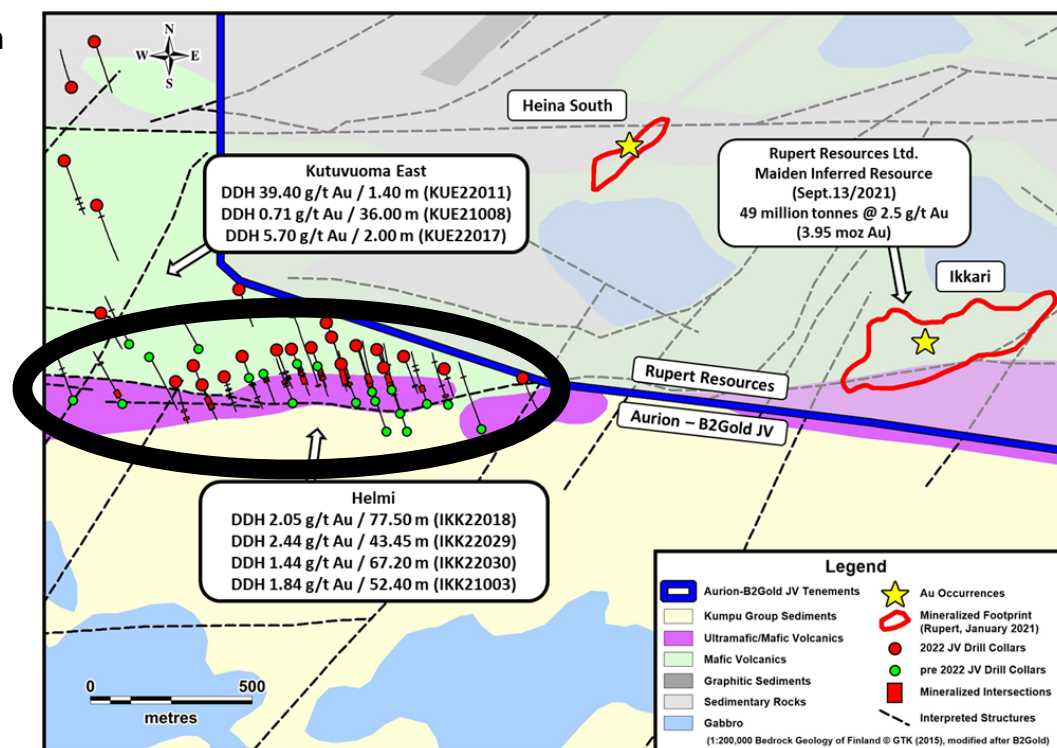 n
N
W E
S
Heina South
Rupert Resources Ltd.
Maiden Inferred Resource
(Sept.13/2021)
49 million tonnes @ 2.5 g/t Au
(3.95 moz Au)
Kutuvuoma East
DDH 39.40 g/t Au / 1.40 m (KUE22011)
DDH 0.71 g/t Au / 36.00 m (KUE21008)
DDH 5.70 g/t Au / 2.00 m (KUE22017)
Ikkari
Rupert Resources
Aurion – B2Gold JV
Helmi
DDH 2.05 g/t Au / 77.50 m (IKK22018)
DDH 2.44 g/t Au / 43.45 m (IKK22029)
DDH 1.44 g/t Au / 67.20 m (IKK22030)
DDH 1.84 g/t Au / 52.40 m (IKK21003)
0 500
metres
Legend
Aurion-B2Gold JV Tenements
Kumpu Group Sediments
Ultramafic/Mafic Volcanics
Mafic Volcanics
Graphitic Sediments
Sedimentary Rocks
Gabbro
Au Occurrences
Mineralized Footprint
(Rupert, January 2021)
2022 JV Drill Collars
pre 2022 JV Drill Collars
Mineralized Intersections
Interpreted Structures
(1:200,000 Bedrock Geology of Finland © GTK (2015), modified after B2Gold)